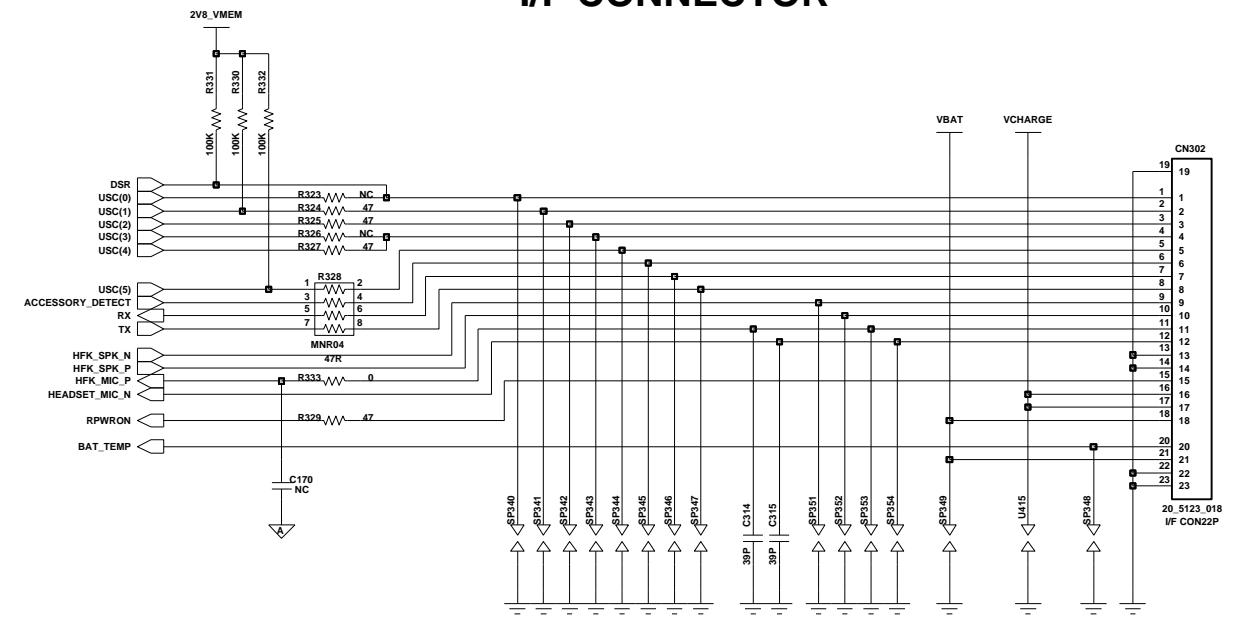 I/F CONNECTOR
2V8_VMEM
R331
R330
R332
100K
100K
100K
VBAT
VCHARGE
CN302
DSR
USC(0)
USC(1)
USC(2)
USC(3)
USC(4)
R323 NC
R324 47
R325 47
R326 NC
R327 47
USC(5)
ACCESSORY_DETECT
RX
TX
R328
1 2
3 4
5 6
7 8
MNR04
47R
HFK_SPK_N
HFK_SPK_P
HFK_MIC_P
HEADSET_MIC_N
R333 0
RPWRON
R329 47
BAT_TEMP
C170
NC
A
19 19
1 1
2 2
3 3
4 4
5 5
6 6
7 7
8 8
9 9
10 10
11 11
12 12
13 13
14 14
15 15
16 16
17 17
18 18
20 20
21 21
22 22
23 23
20_5123_018
I/F CON22P
SP340
SP341
SP342
SP343
SP344
SP345
SP346
SP347
C314
39P
C315
39P
SP351
SP352
SP353
SP354
SP349
U415
SP348